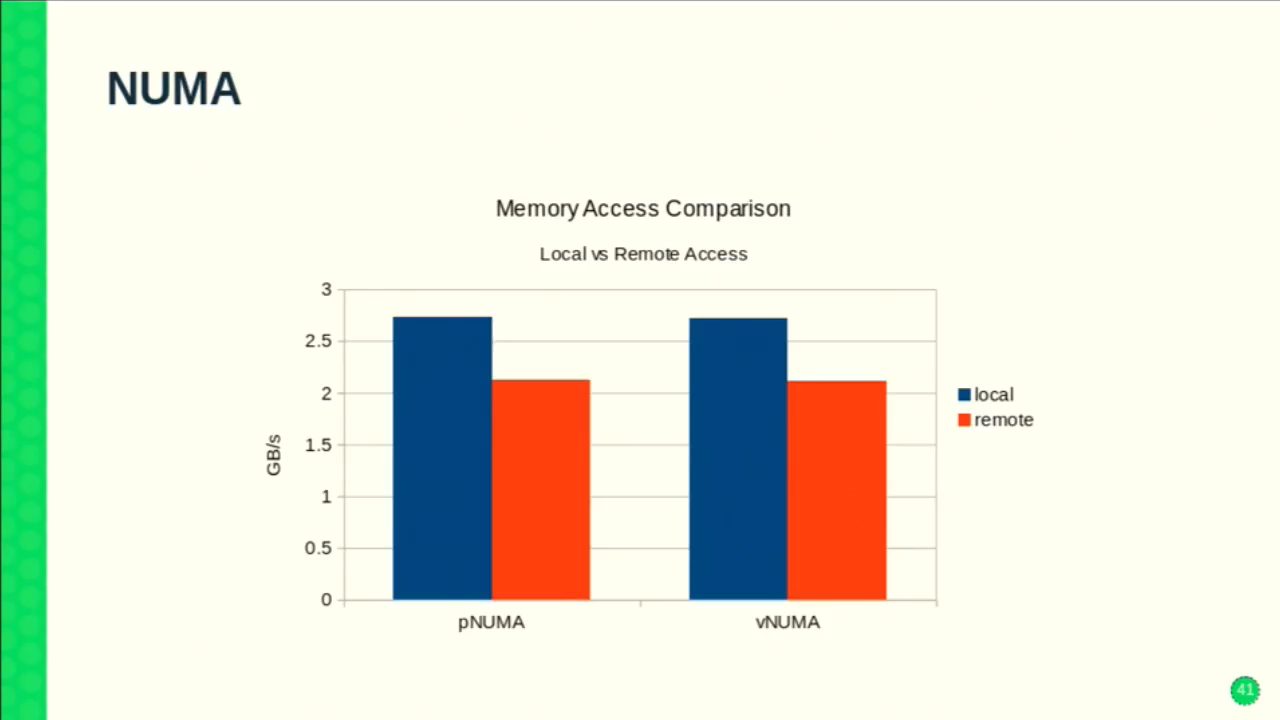 NUMA
Memory Access Comparison
Local vs Remote Access
3
2.5
2
1.5
1
0.5
0
GB/s
pNUMA
vNUMA
local
remote
41